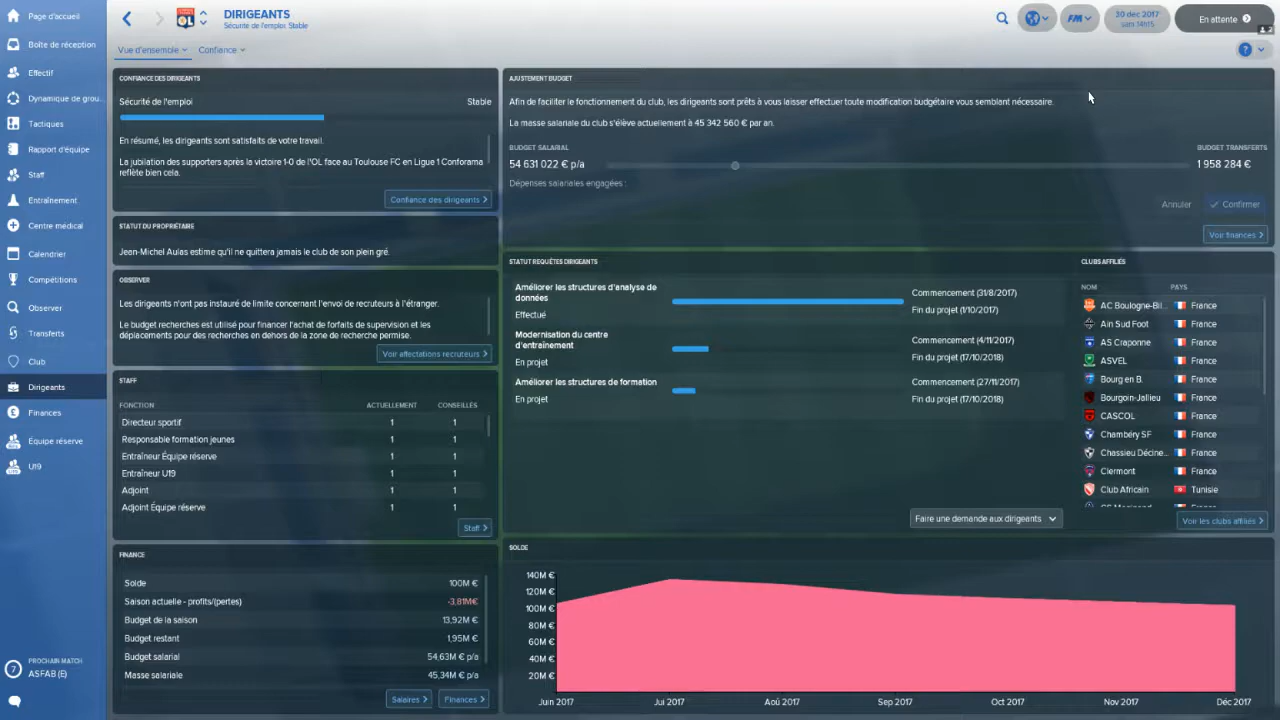 Page d'accueil
Boîte de réception
Effectif
Dynamique de grou...
Tactiques
Rapport d'équipe
Staff
Entraînement
Centre médical
Calendrier
Compétitions
Observer
Transferts
Club
Dirigeants
Finances
Équipe réserve
U19
PROCHAIN MATCH
7
ASFAB (E)
OL
DIRIGEANTS
Sécurité de l'emploi: Stable
FM
30 déc 2017
sam 14h15
En attente
2
Vue d'ensemble
Confiance
?
CONFIANCE DES DIRIGEANTS
Sécurité de l'emploi Stable
En résumé, les dirigeants sont satisfaits de votre travail.
La jubilation des supporters après la victoire 1-0 de l'OL face au Toulouse FC en Ligue 1 Conforama
reflète bien cela.
Confiance des dirigeants
STATUT DU PROPRIÉTAIRE
Jean-Michel Aulas estime qu'il ne quittera jamais le club de son plein gré.
OBSERVER
Les dirigeants n'ont pas instauré de limite concernant l'envoi de recruteurs à l'étranger.
Le budget recherches est utilisé pour financer l'achat de forfaits de supervision et les
déplacements pour des recherches en dehors de la zone de recherche permise.
Voir affectations recruteurs
STAFF
FONCTION ACTUELLEMENT CONSEILLÉS
Directeur sportif 1 1
Responsable formation jeunes 1 1
Entraîneur Équipe réserve 1 1
Entraîneur U19 1 1
Adjoint 1 1
Adjoint Équipe réserve 1 1
Staff
FINANCE
Solde 100M €
Saison actuelle - profits/(pertes) -3,81M€
Budget de la saison 13,92M €
Budget restant 1,95M €
Budget salarial 54,63M € p/a
Masse salariale 45,34M € p/a
Salaires
Finances
AJUSTEMENT BUDGET
Afin de faciliter le fonctionnement du club, les dirigeants sont prêts à vous laisser effectuer toute modification budgétaire vous semblant nécessaire.
La masse salariale du club s'élève actuellement à 45 342 560 € par an.
BUDGET SALARIAL BUDGET TRANSFERTS
54 631 022 € p/a 1 958 284 €
Dépenses salariales engagées :
Annuler Confirmer
Voir finances
STATUT REQUÊTES DIRIGEANTS
Améliorer les structures d'analyse de
données
Effectué
Commencement (31/8/2017)
Fin du projet (1/10/2017)
Modernisation du centre
d'entraînement
En projet
Commencement (4/11/2017)
Fin du projet (17/10/2018)
Améliorer les structures de formation
En projet
Commencement (27/11/2017)
Fin du projet (17/10/2018)
Faire une demande aux dirigeants
CLUBS AFFILIÉS
NOM PAYS
AC Boulogne-Bil... France
Ain Sud Foot France
AS Craponne France
ASVEL France
Bourg en B. France
Bourgoin-Jallieu France
CASCOL France
Chambéry SF France
Chassieu Décine... France
Clermont France
Club Africain Tunisie
Voir les clubs affiliés
SOLDE
140M €
120M €
100M €
80M €
60M €
40M €
20M €
Juin 2017 Jui 2017 Aoû 2017 Sep 2017 Oct 2017 Nov 2017 Déc 2017